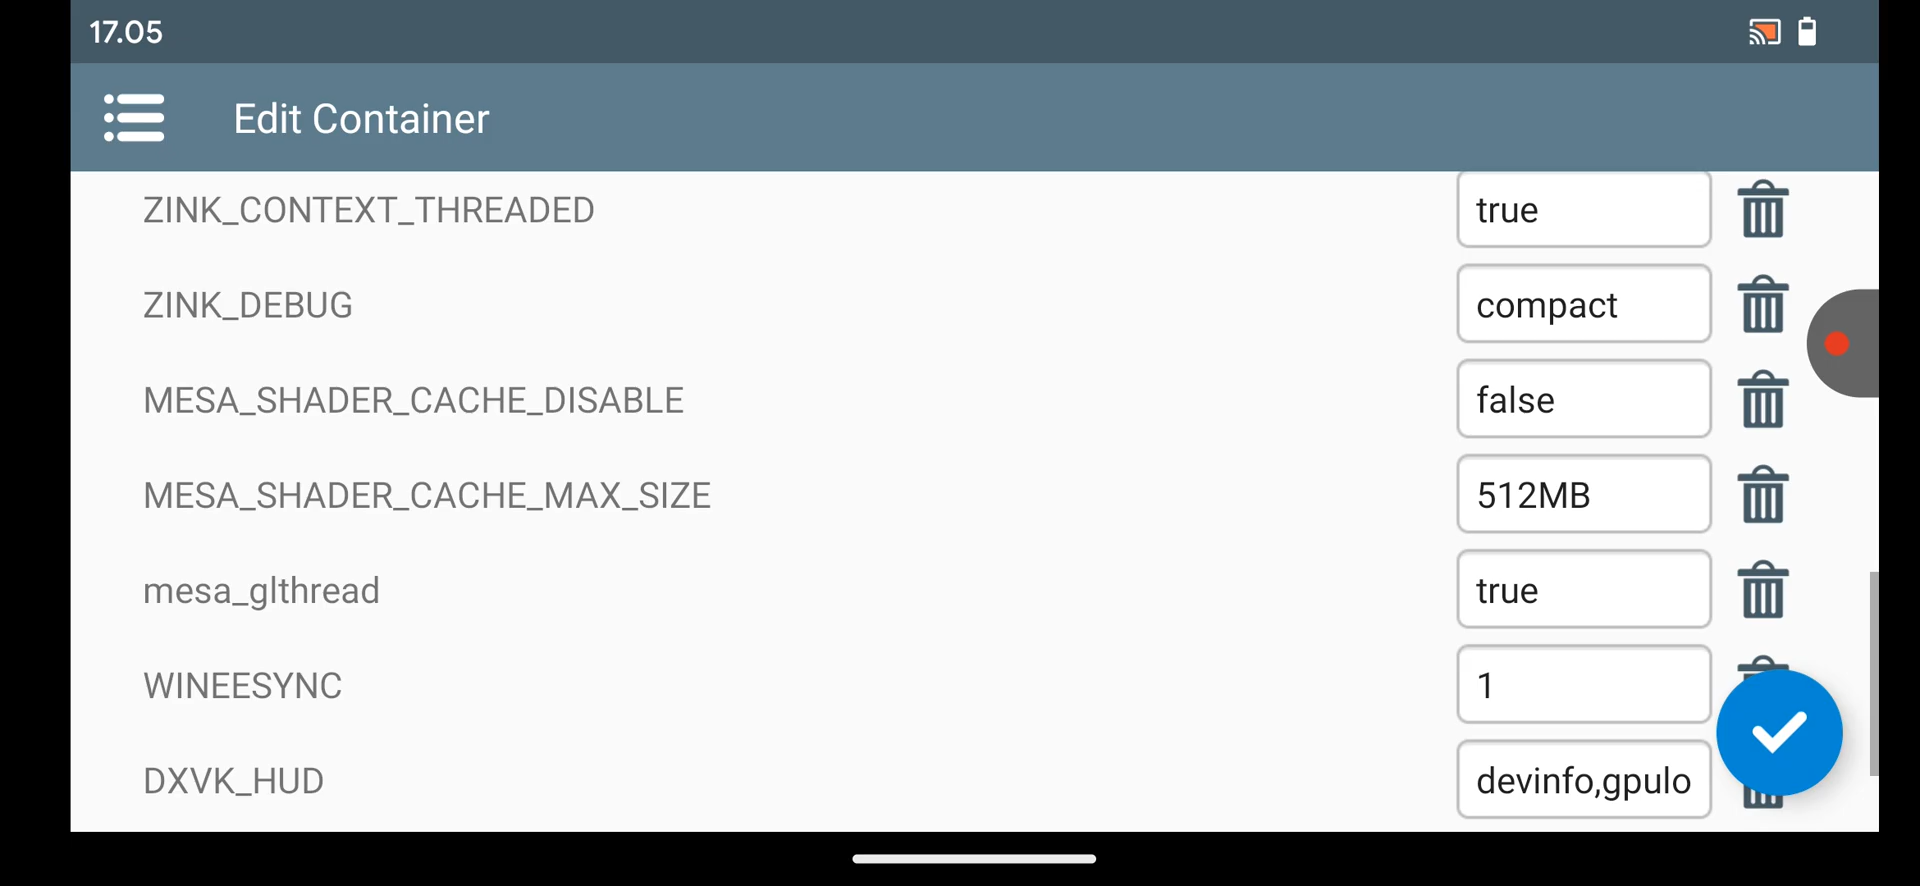 17.05
Edit Container
ZINK_CONTEXT_THREADED true
ZINK_DEBUG compact
MESA_SHADER_CACHE_DISABLE false
MESA_SHADER_CACHE_MAX_SIZE 512MB
mesa_glthread true
WINEESYNC 1
DXVK_HUD devinfo,gpulo